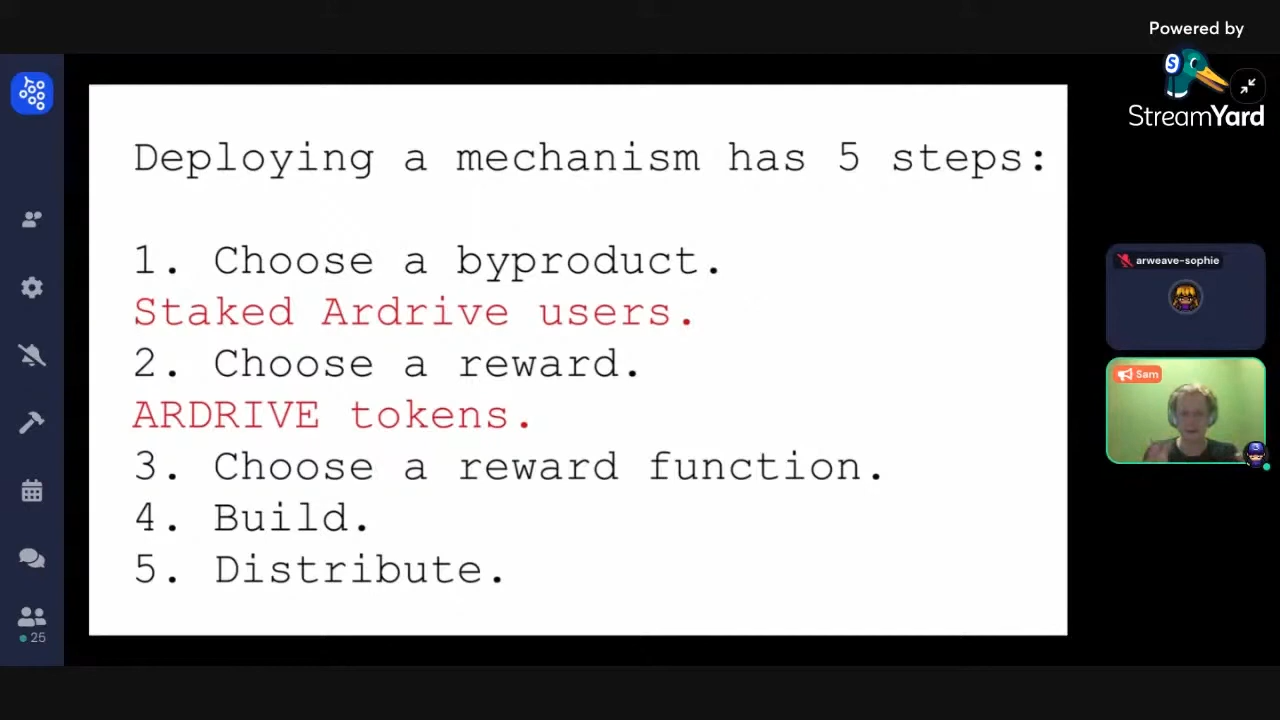 Powered by
S
StreamYard
Deploying a mechanism has 5 steps:
1. Choose a byproduct.
Staked Ardrive users.
2. Choose a reward.
ARDRIVE tokens.
3. Choose a reward function.
4. Build.
5. Distribute.
arweave-sophie
Sam
25